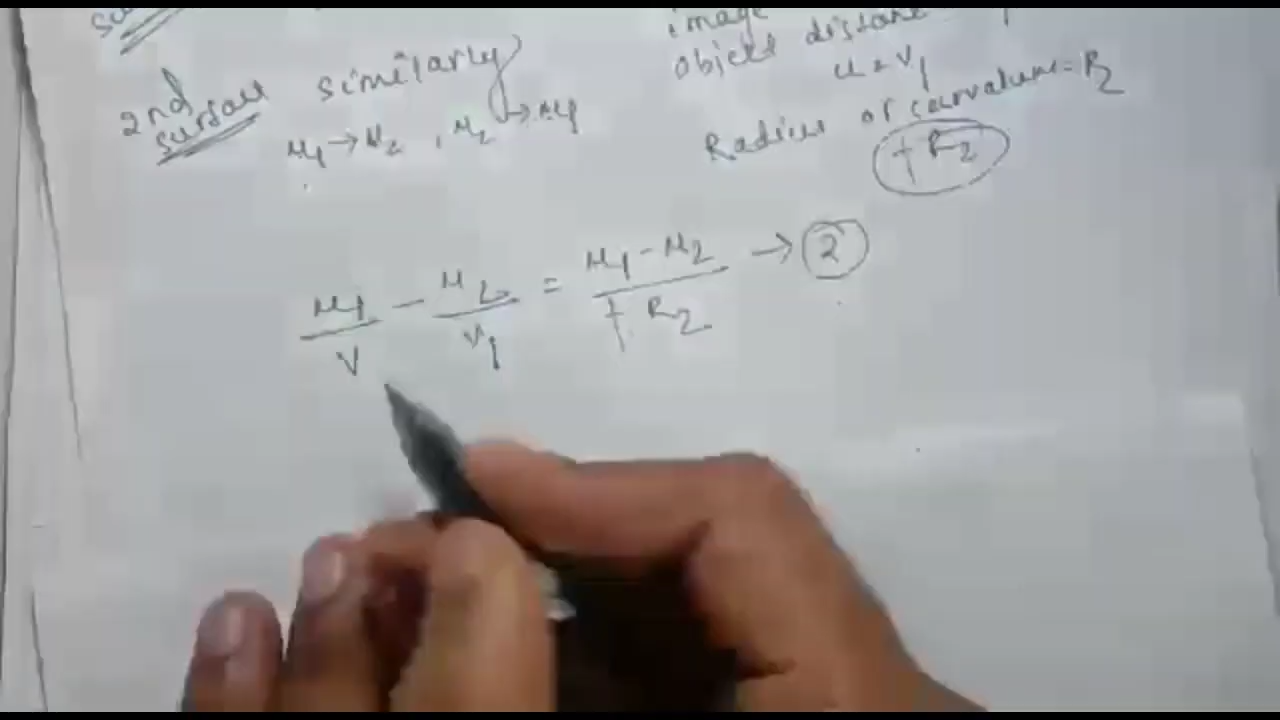 image
object distance
u = v₁
Radius of curvature = R₂
+ R₂
2nd surface similarly
μ₁ → μ₂ , μ₂ → μ₁
μ₁/v - μ₂/v₁ = μ₁ - μ₂/+ R₂ → ②